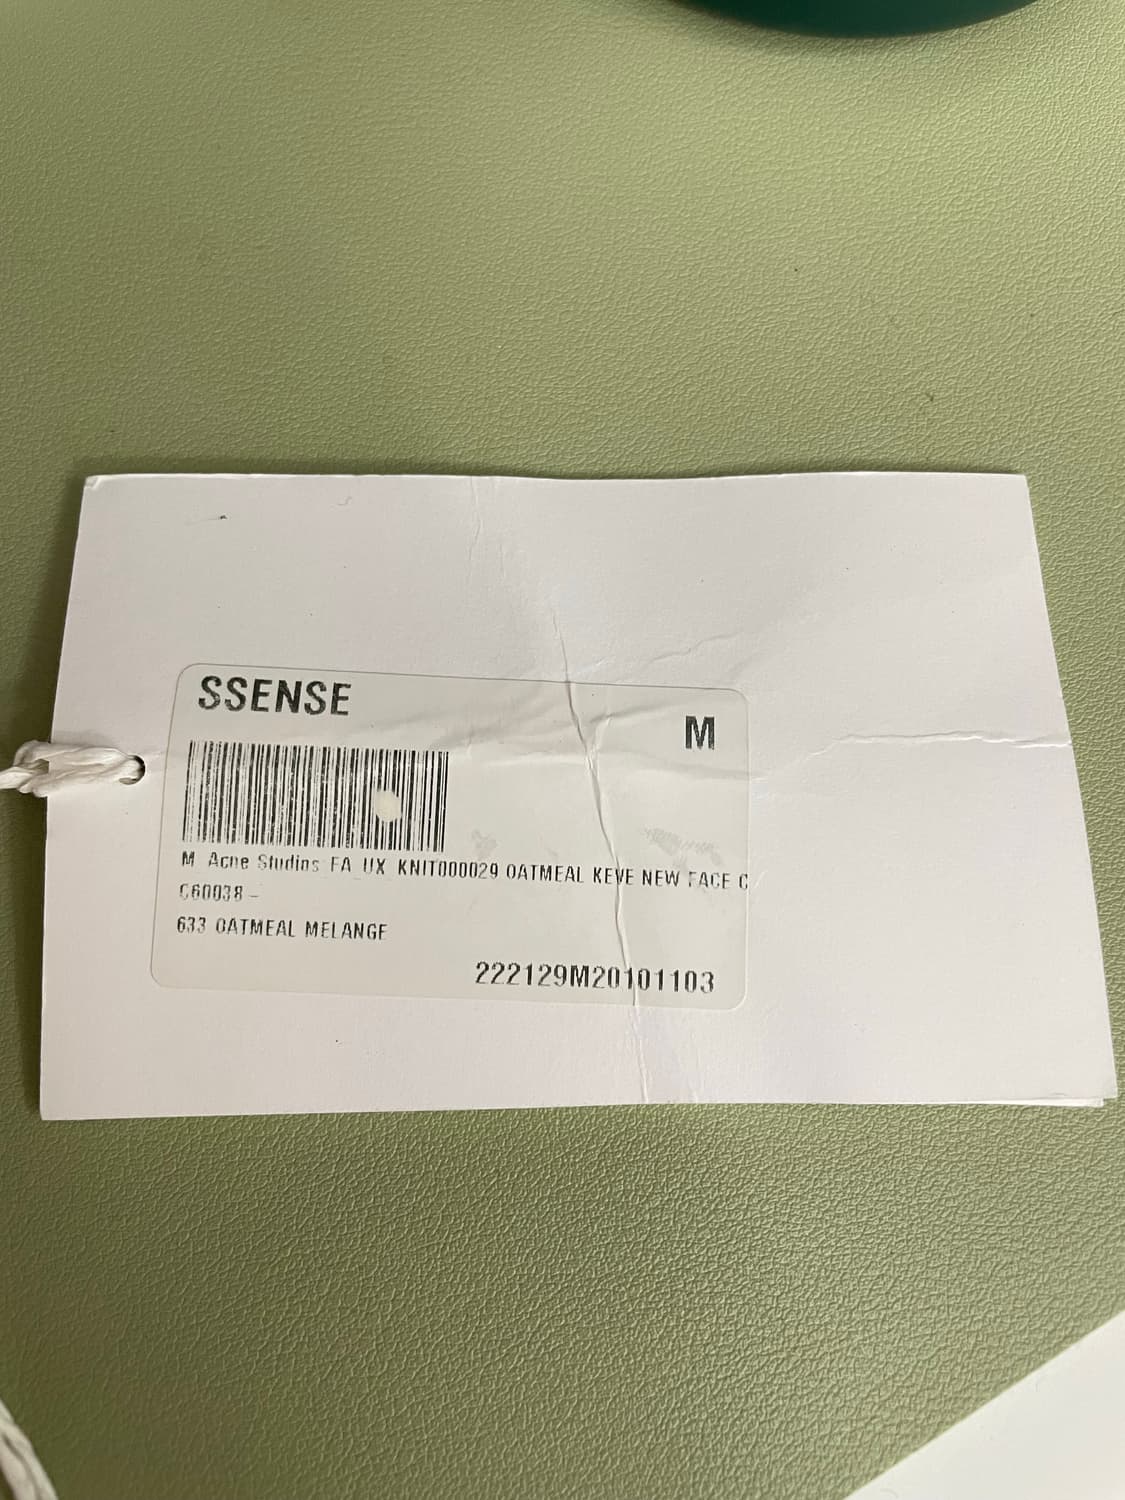 SSENSE
M
M Acne Studios FA UX KNIT000029 OATMEAL KEVE NEW FACE C
C60038 -
633 OATMEAL MELANGE
222129M20101103